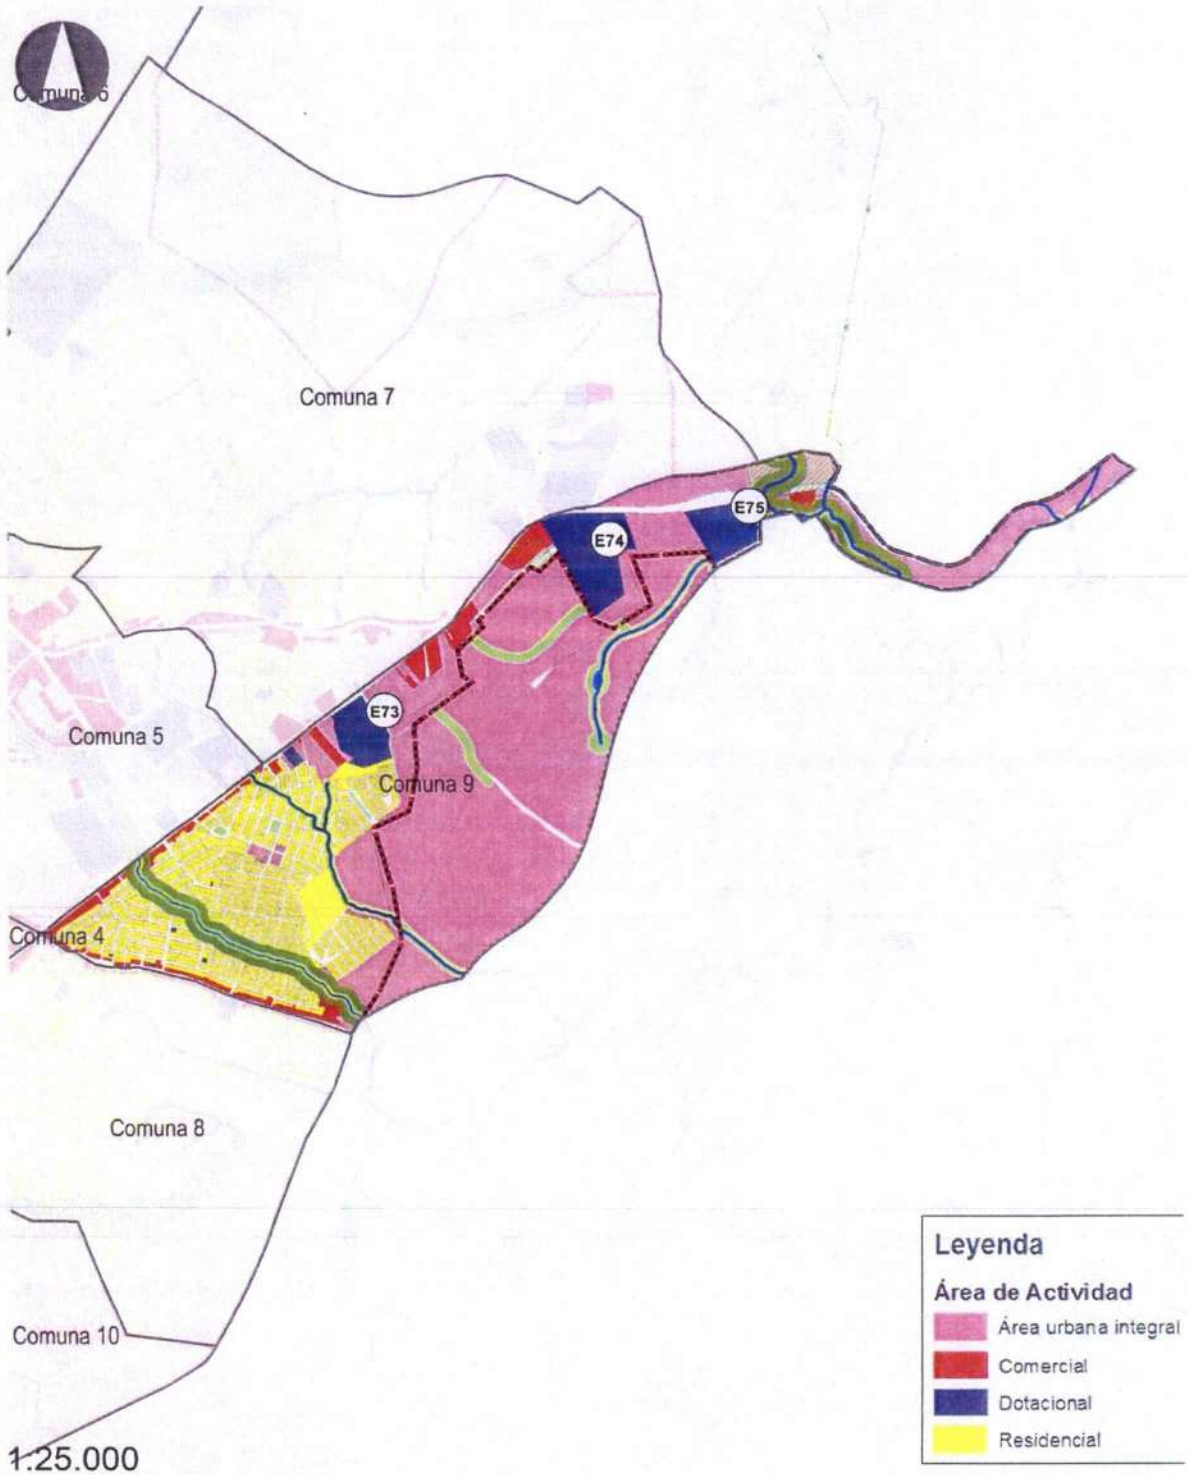 Comuna 6
Comuna 7
E75
E74
E73
Comuna 5
Comuna 9
Comuna 4
Comuna 8
Leyenda
Área de Actividad
Área urbana integral
Comercial
Dotacional
Residencial
Comuna 10
1:25.000